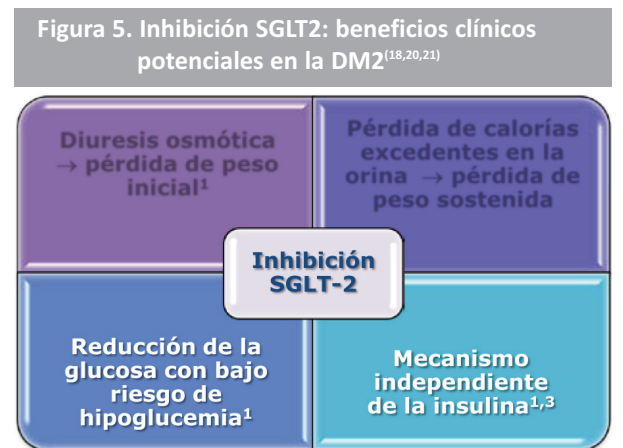 Figura 5. Inhibición SGLT2: beneficios clínicos
potenciales en la DM2(18,20,21)
Diuresis osmótica
→ pérdida de peso
inicial1
Pérdida de calorías
excedentes en la
orina → pérdida de
peso sostenida
Inhibición
SGLT-2
Reducción de la
glucosa con bajo
riesgo de
hipoglucemia1
Mecanismo
independiente
de la insulina1,3